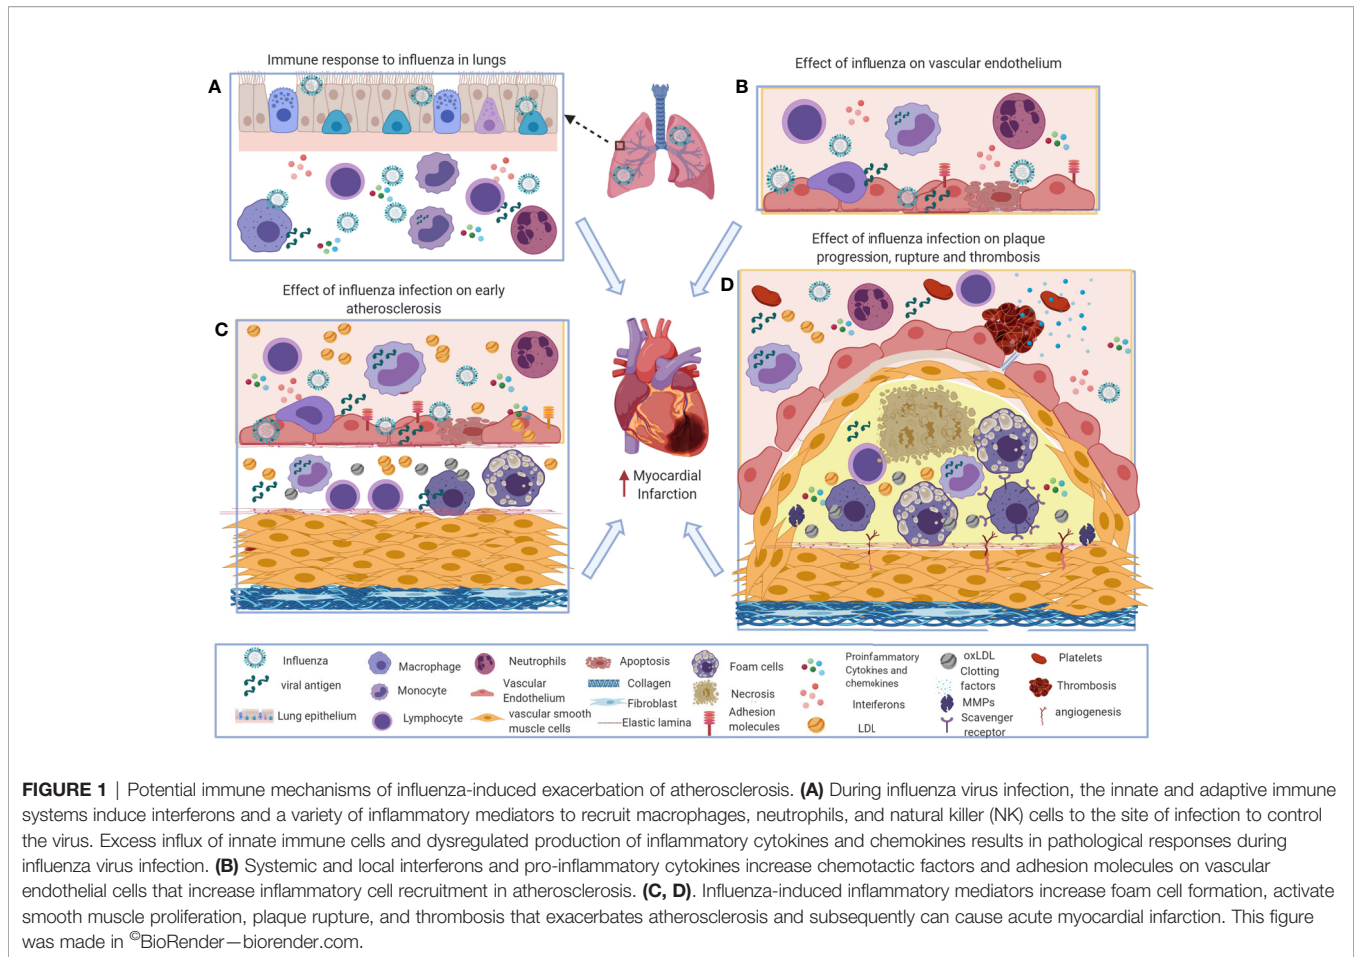 Immune response to influenza in lungs
A
Effect of influenza on vascular endothelium
B
Effect of influenza infection on early
atherosclerosis
C
Effect of influenza infection on plaque
progression, rupture and thrombosis
D
Myocardial
Infarction
Influenza
viral antigen
Lung epithelium
Macrophage
Monocyte
Lymphocyte
Neutrophils
Vascular
Endothelium
vascular smooth
muscle cells
Apoptosis
Collagen
Fibroblast
Elastic lamina
Foam cells
Necrosis
Adhesion
molecules
Proinfammatory
Cytokines and
chemokines
Interferons
LDL
oxLDL
Clotting
factors
MMPs
Scavenger
receptor
Platelets
Thrombosis
angiogenesis
FIGURE 1 | Potential immune mechanisms of influenza-induced exacerbation of atherosclerosis. (A) During influenza virus infection, the innate and adaptive immune
systems induce interferons and a variety of inflammatory mediators to recruit macrophages, neutrophils, and natural killer (NK) cells to the site of infection to control
the virus. Excess influx of innate immune cells and dysregulated production of inflammatory cytokines and chemokines results in pathological responses during
influenza virus infection. (B) Systemic and local interferons and pro-inflammatory cytokines increase chemotactic factors and adhesion molecules on vascular
endothelial cells that increase inflammatory cell recruitment in atherosclerosis. (C, D). Influenza-induced inflammatory mediators increase foam cell formation, activate
smooth muscle proliferation, plaque rupture, and thrombosis that exacerbates atherosclerosis and subsequently can cause acute myocardial infarction. This figure
was made in ©BioRender—biorender.com.